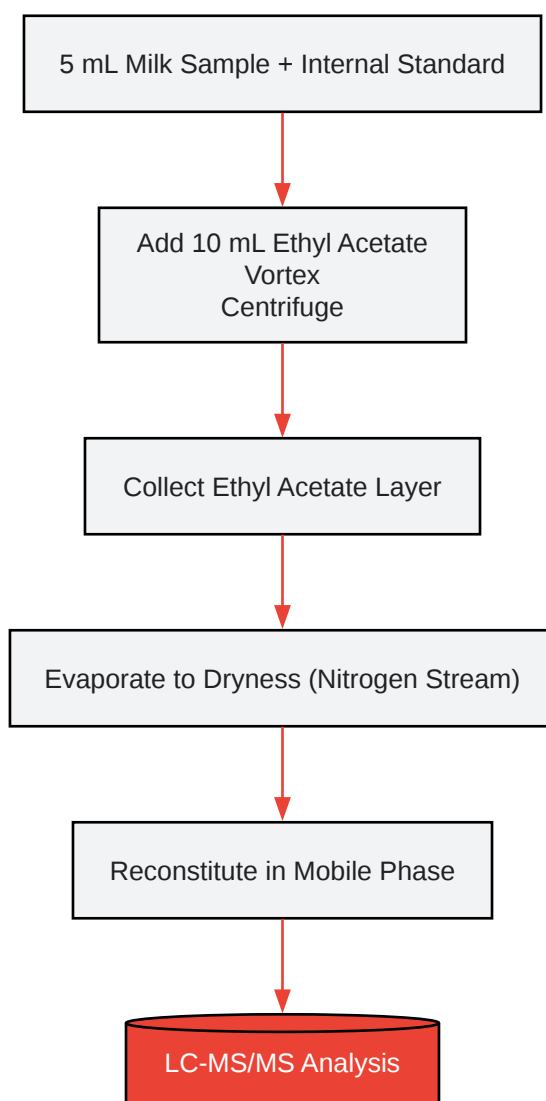 5 mL Milk Sample + Internal Standard
Add 10 mL Ethyl Acetate
Vortex
Centrifuge
Collect Ethyl Acetate Layer
Evaporate to Dryness (Nitrogen Stream)
Reconstitute in Mobile Phase
LC-MS/MS Analysis